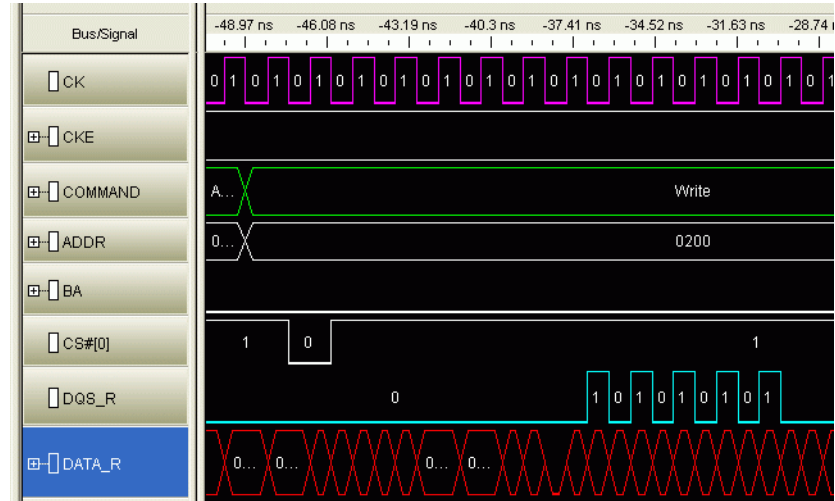 Bus/Signal -48.97 ns -46.08 ns -43.19 ns -40.3 ns -37.41 ns -34.52 ns -31.63 ns -28.74
CK 0 1 0 1 0 1 0 1 0 1 0 1 0 1 0 1 0 1 0 1 0 1 0 1 0 1 0 1 0 1
CKE
COMMAND A... Write
ADDR 0... 0200
BA
CS#[0] 1 0 1
DQS_R 0 1 0 1 0 1 0 1 0 1
DATA_R 0... 0... 0... 0...